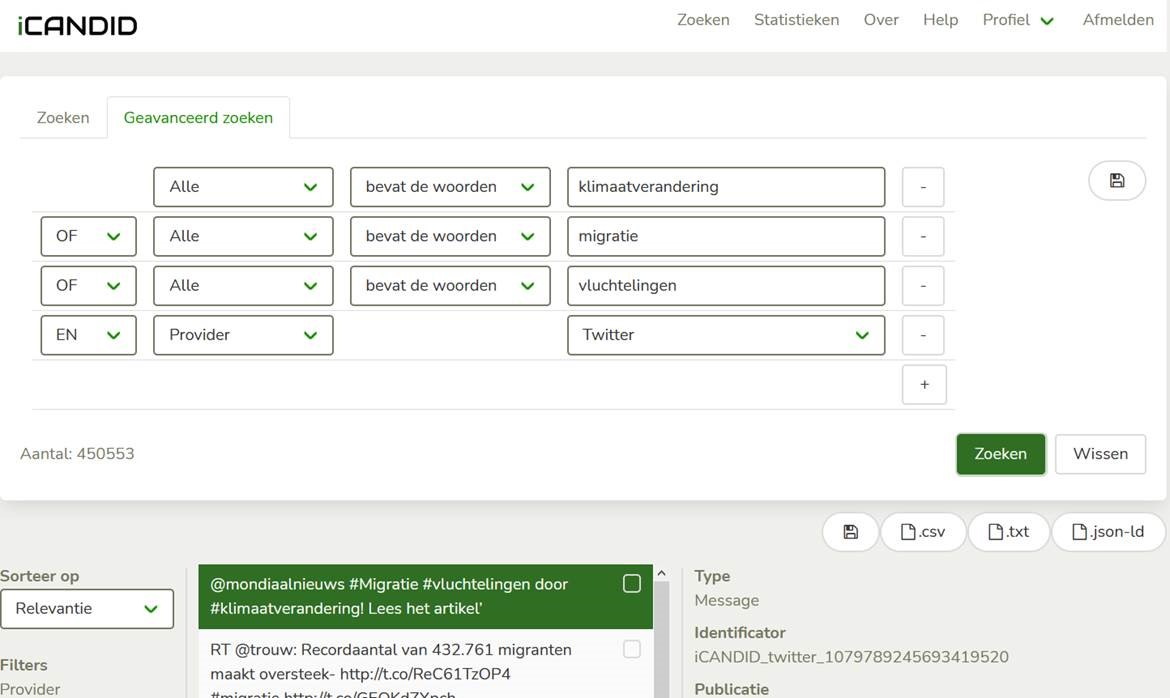 iCANDID
Zoeken Statistieken Over Help Profiel Afmelden
Zoeken Geavanceerd zoeken
Alle bevat de woorden klimaatverandering -
OF Alle bevat de woorden migratie -
OF Alle bevat de woorden vluchtelingen -
EN Provider Twitter -
+
Aantal: 450553 Zoeken Wissen
.csv .txt .json-ld
Sorteer op
Relevantie
Filters
Provider
@mondiaalnieuws #Migratie #vluchtelingen door
#klimaatverandering! Lees het artikel'
RT @trouw: Recordaantal van 432.761 migranten
maakt oversteek- http://t.co/ReC61TzOP4
Type
Message
Identificator
iCANDID_twitter_1079789245693419520
Publicatie